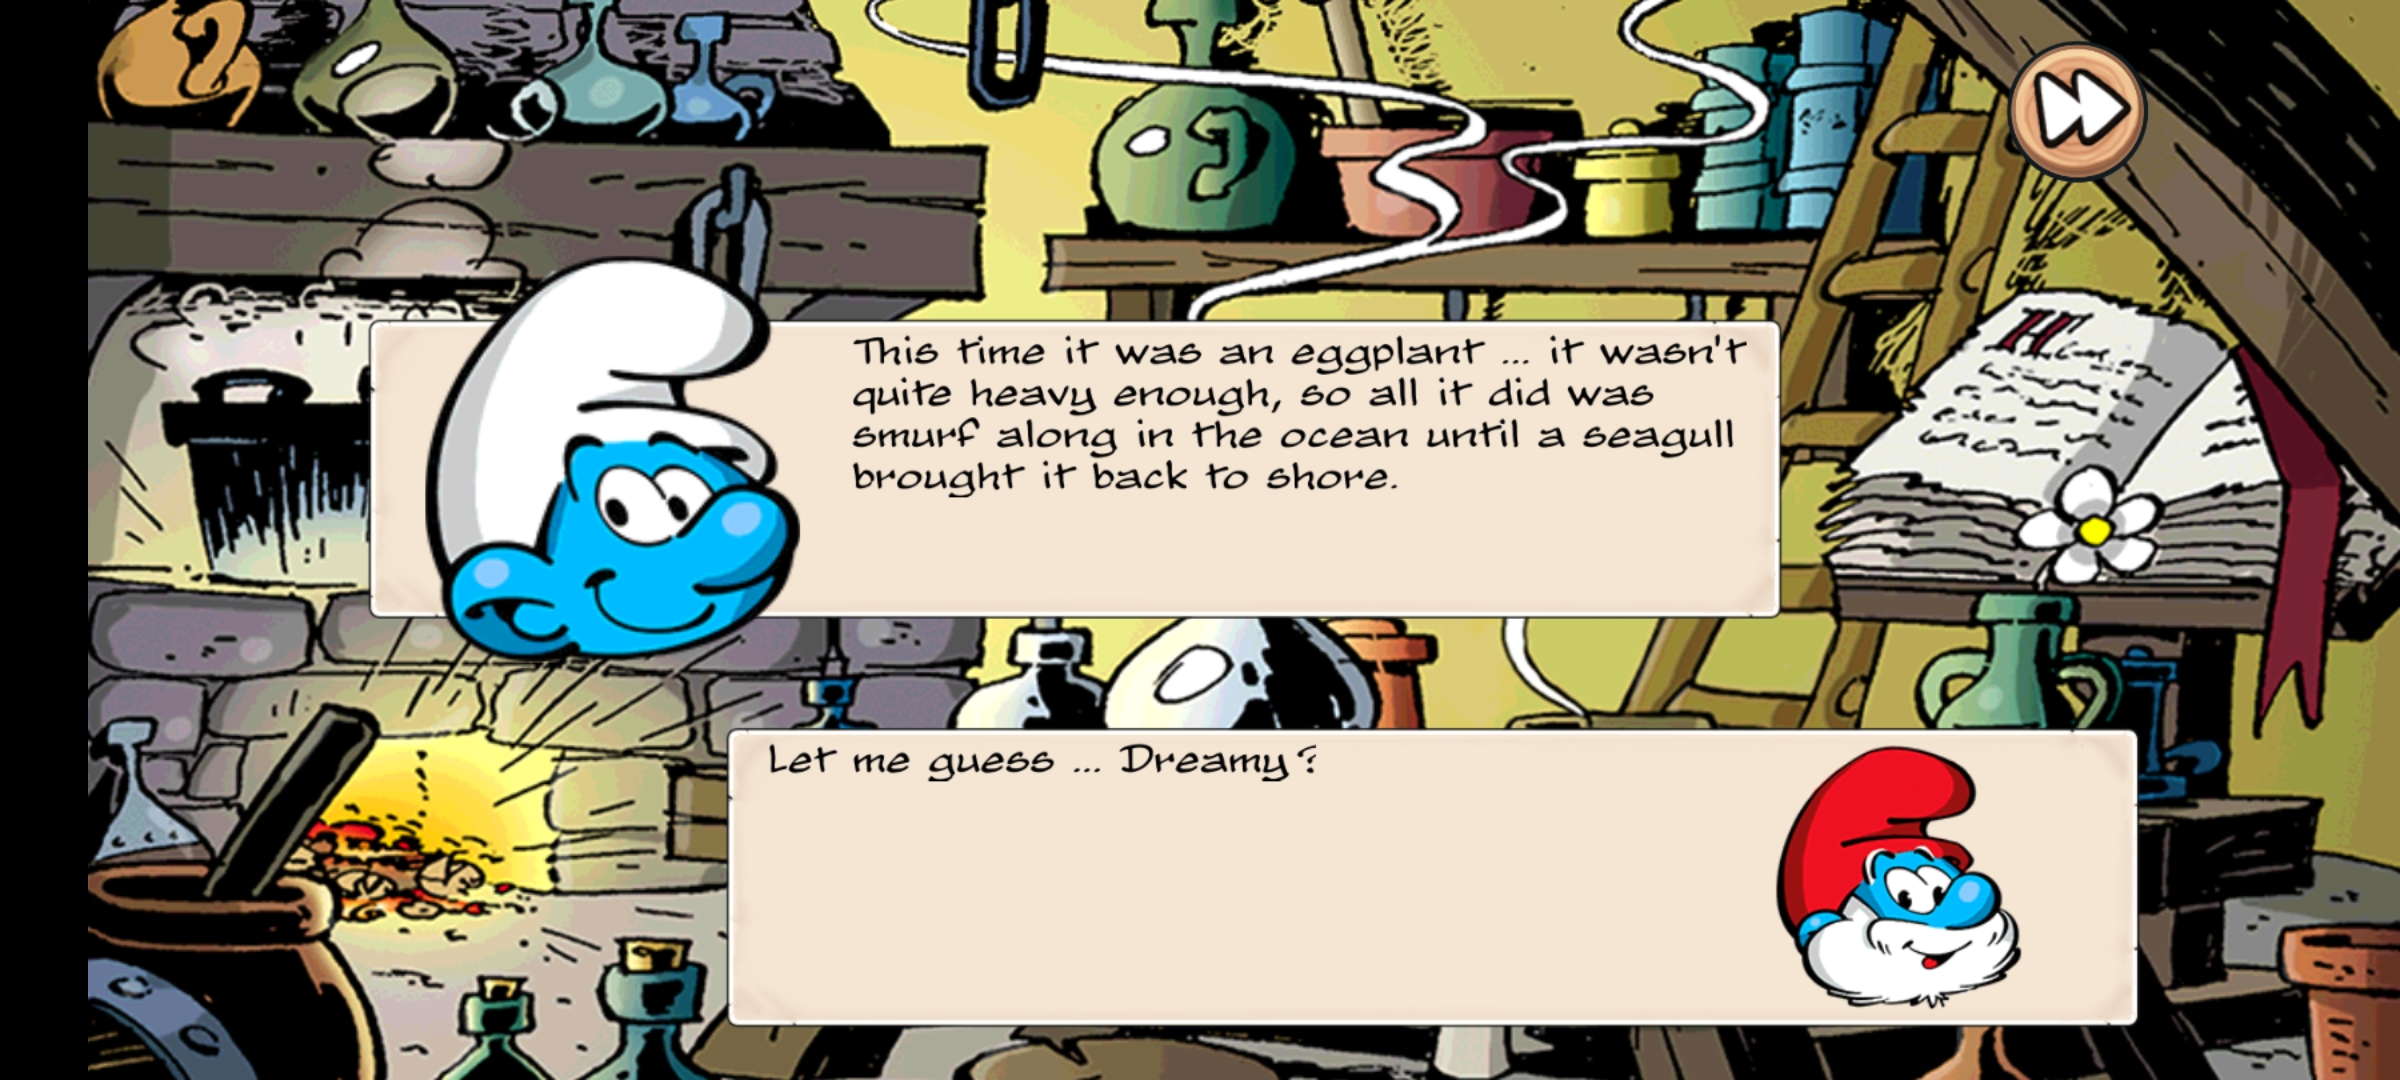 This time it was an eggplant ... it wasn't
quite heavy enough, so all it did was
smurf along in the ocean until a seagull
brought it back to shore.
Let me guess ... Dreamy?